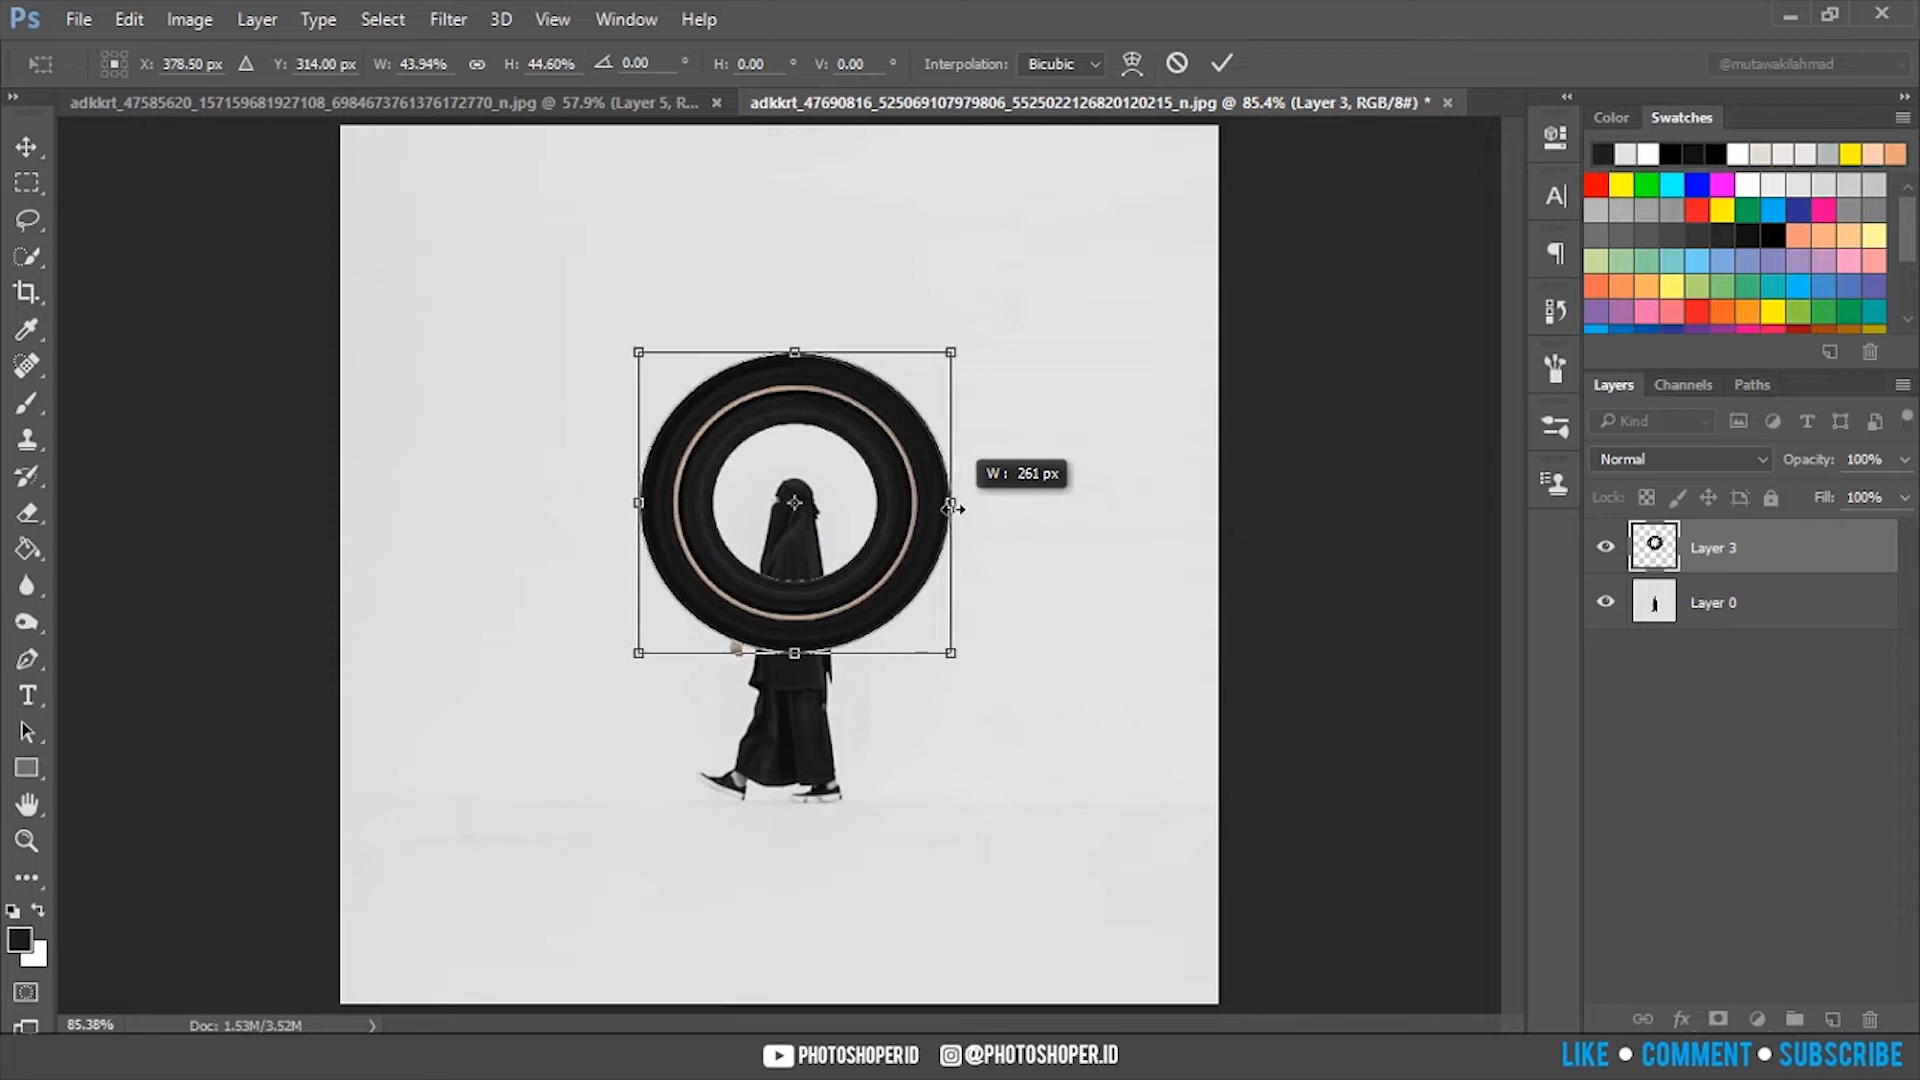 Ps File Edit Image Layer Type Select Filter 3D View Window Help
X: 378.50 px Y: 314.00 px W: 43.94% H: 44.60% 0.00 ° H: 0.00 ° V: 0.00 ° Interpolation: Bicubic @mutawakilahmad
adkkrt_47585620_157159681927108_6984673761376172770_n.jpg @ 57.9% (Layer 5, R... × adkkrt_47690816_525069107979806_5525022126820120215_n.jpg @ 85.4% (Layer 3, RGB/8#) * ×
Color Swatches
W : 261 px
Layers Channels Paths
Kind
Normal Opacity: 100%
Lock: Fill: 100%
Layer 3
Layer 0
85.38% Doc: 1.53M/3.52M
PHOTOSHOPERID @PHOTOSHOPER.ID
LIKE ● COMMENT ● SUBSCRIBE